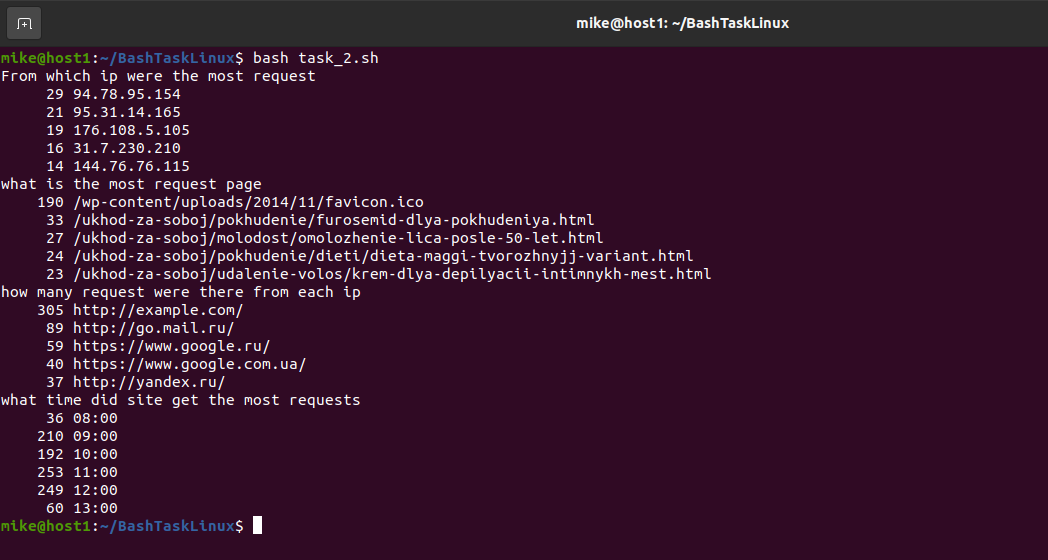 mike@host1: ~/BashTaskLinux
mike@host1:~/BashTaskLinux$ bash task_2.sh
From which ip were the most request
29 94.78.95.154
21 95.31.14.165
19 176.108.5.105
16 31.7.230.210
14 144.76.76.115
what is the most request page
190 /wp-content/uploads/2014/11/favicon.ico
33 /ukhod-za-soboj/pokhudenie/furosemid-dlya-pokhudeniya.html
27 /ukhod-za-soboj/molodost/omolozhenie-lica-posle-50-let.html
24 /ukhod-za-soboj/pokhudenie/dieti/dieta-maggi-tvorozhnyjj-variant.html
23 /ukhod-za-soboj/udalenie-volos/krem-dlya-depilyacii-intimnykh-mest.html
how many request were there from each ip
305 http://example.com/
89 http://go.mail.ru/
59 https://www.google.ru/
40 https://www.google.com.ua/
37 http://yandex.ru/
what time did site get the most requests
36 08:00
210 09:00
192 10:00
253 11:00
249 12:00
60 13:00
mike@host1:~/BashTaskLinux$